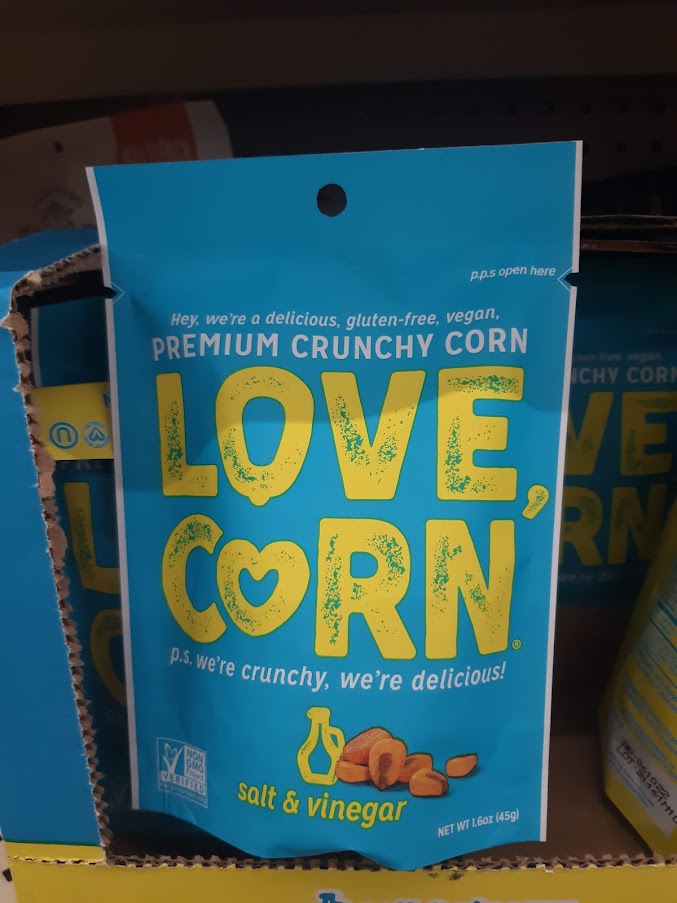 p.p.s open here
Hey, we're a delicious, gluten-free, vegan,
PREMIUM CRUNCHY CORN
LOVE,
CORN®
p.s. we're crunchy, we're delicious!
NON
GMO
VERIFIED
salt & vinegar
NET WT 1.6oz (45g)